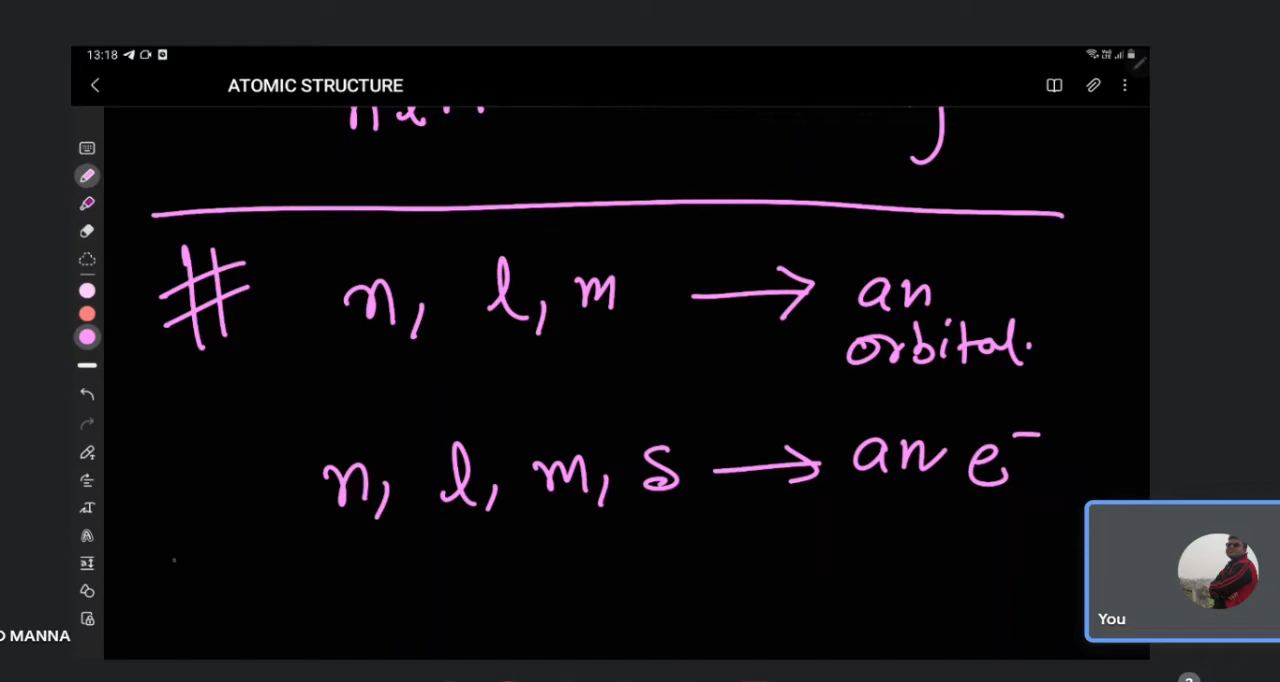 13:18
ATOMIC STRUCTURE
# n, l, m → an
orbital.
n, l, m, s → an e⁻
You
MANNA